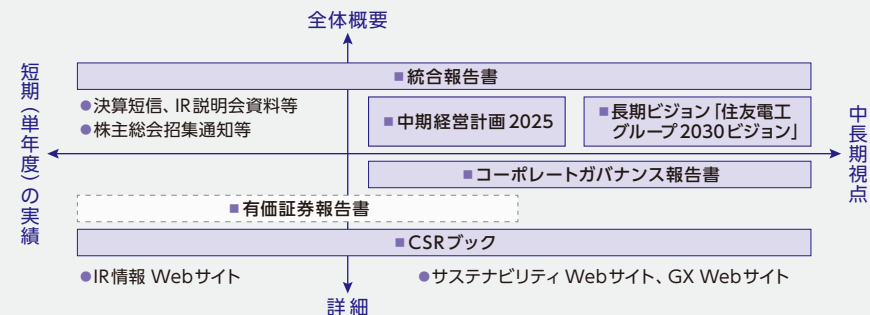 全体概要
短期（単年度）の実績
■統合報告書
●決算短信、IR説明会資料等
●株主総会招集通知等
■中期経営計画2025
■長期ビジョン「住友電工
グループ2030ビジョン」
中長期視点
■コーポレートガバナンス報告書
■有価証券報告書
■CSRブック
●IR情報 Webサイト
●サステナビリティ Webサイト、GX Webサイト
詳細